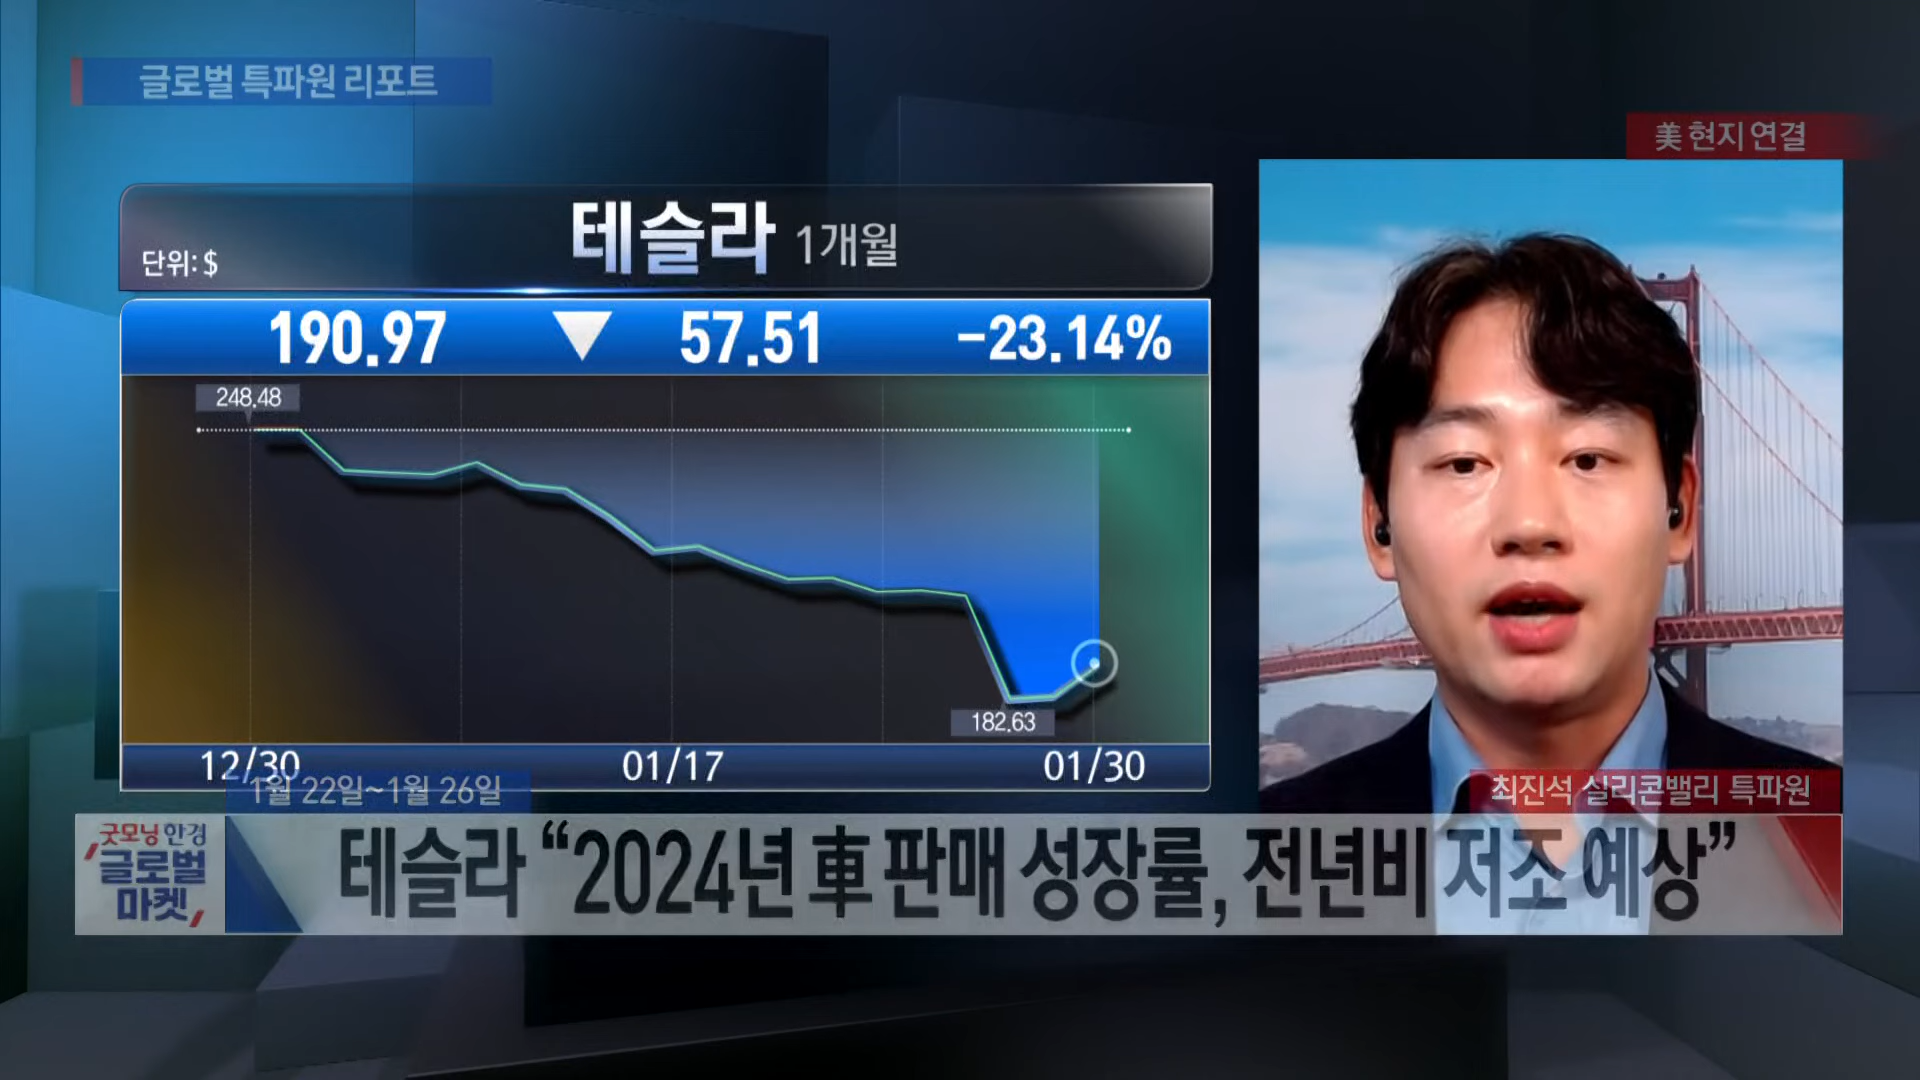 글로벌 특파원 리포트
美 현지 연결
테슬라 1개월
단위: $
190.97 ▼ 57.51 -23.14%
248.48
182.63
12/30 01/17 01/30
1월 22일~1월 26일
최진석 실리콘밸리 특파원
굿모닝 한경
글로벌
마켓
테슬라 “2024년 車 판매 성장률, 전년비 저조 예상”